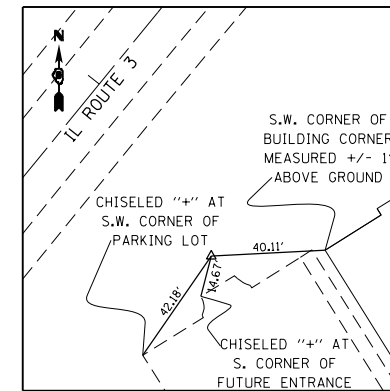 N
IL ROUTE 3
S.W. CORNER OF
BUILDING CORNER
MEASURED +/- 1'
ABOVE GROUND
CHISELED "+" AT
S.W. CORNER OF
PARKING LOT
40.11'
14.67'
42.18'
CHISELED "+" AT
S. CORNER OF
FUTURE ENTRANCE